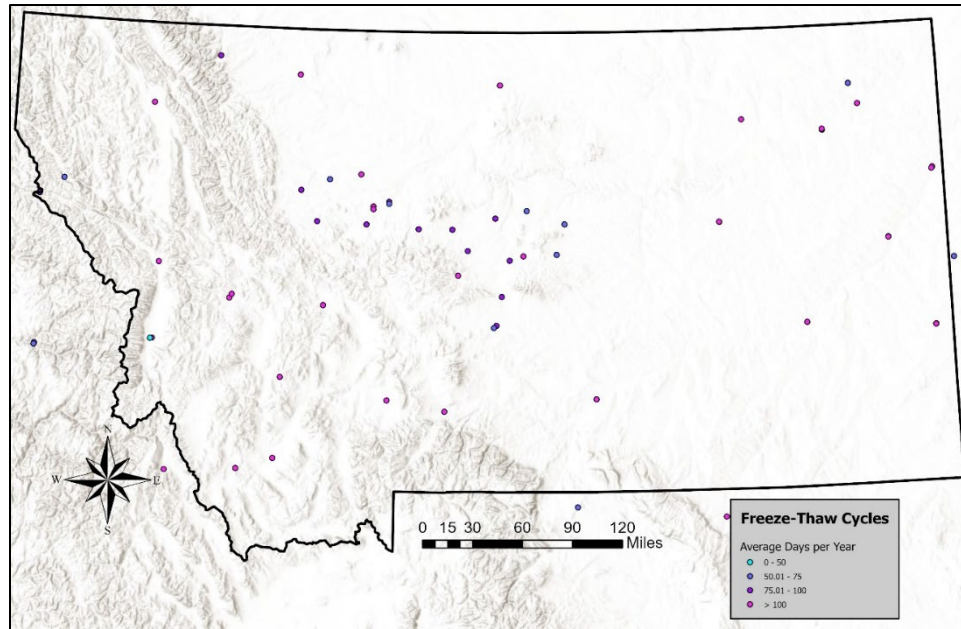 N
W E
S
0 15 30 60 90 120
Miles
Freeze-Thaw Cycles
Average Days per Year
0 - 50
50.01 - 75
75.01 - 100
> 100